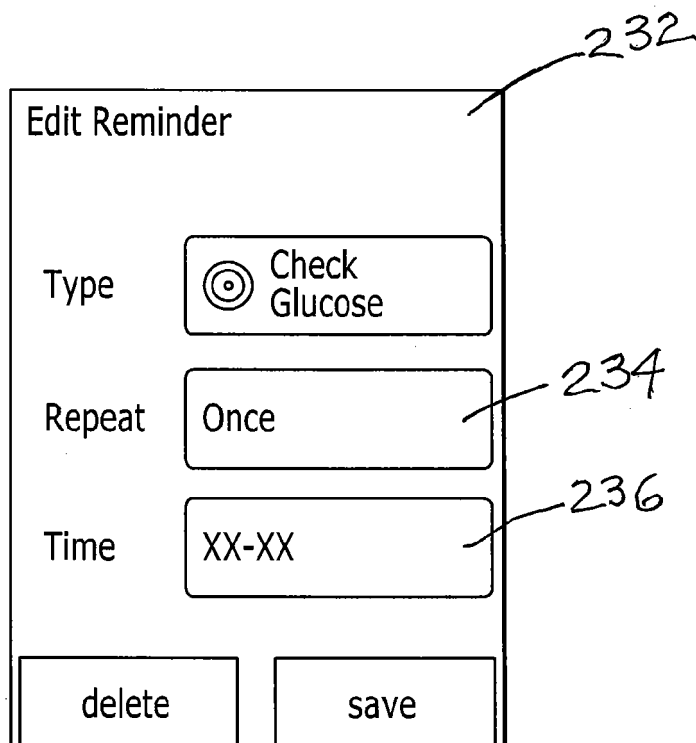 232
Edit Reminder
Type
Check
Glucose
234
Repeat
Once
236
Time
XX-XX
delete
save